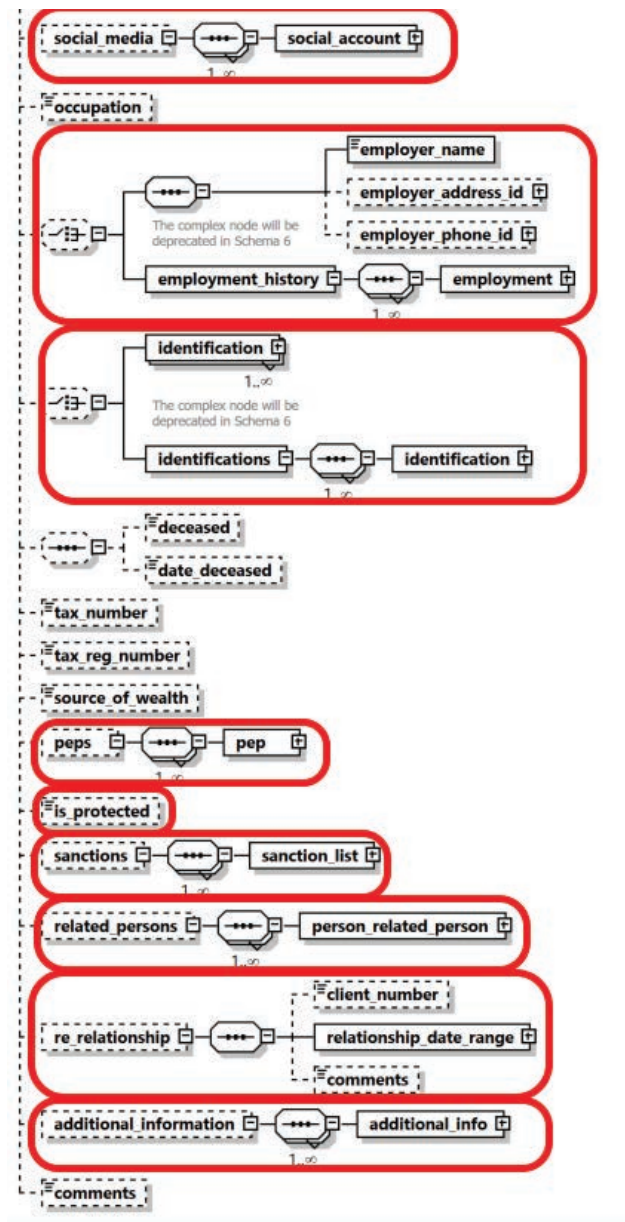 social_media social_account
1..∞
occupation
employer_name
employer_address_id
The complex node will be
deprecated in Schema 6
employer_phone_id
employment_history employment
1..∞
identification
1..∞
The complex node will be
deprecated in Schema 6
identifications identification
1..∞
deceased
date_deceased
tax_number
tax_reg_number
source_of_wealth
peps pep
1..∞
is_protected
sanctions sanction_list
1..∞
related_persons person_related_person
1..∞
client_number
re_relationship relationship_date_range
comments
additional_information additional_info
1..∞
comments